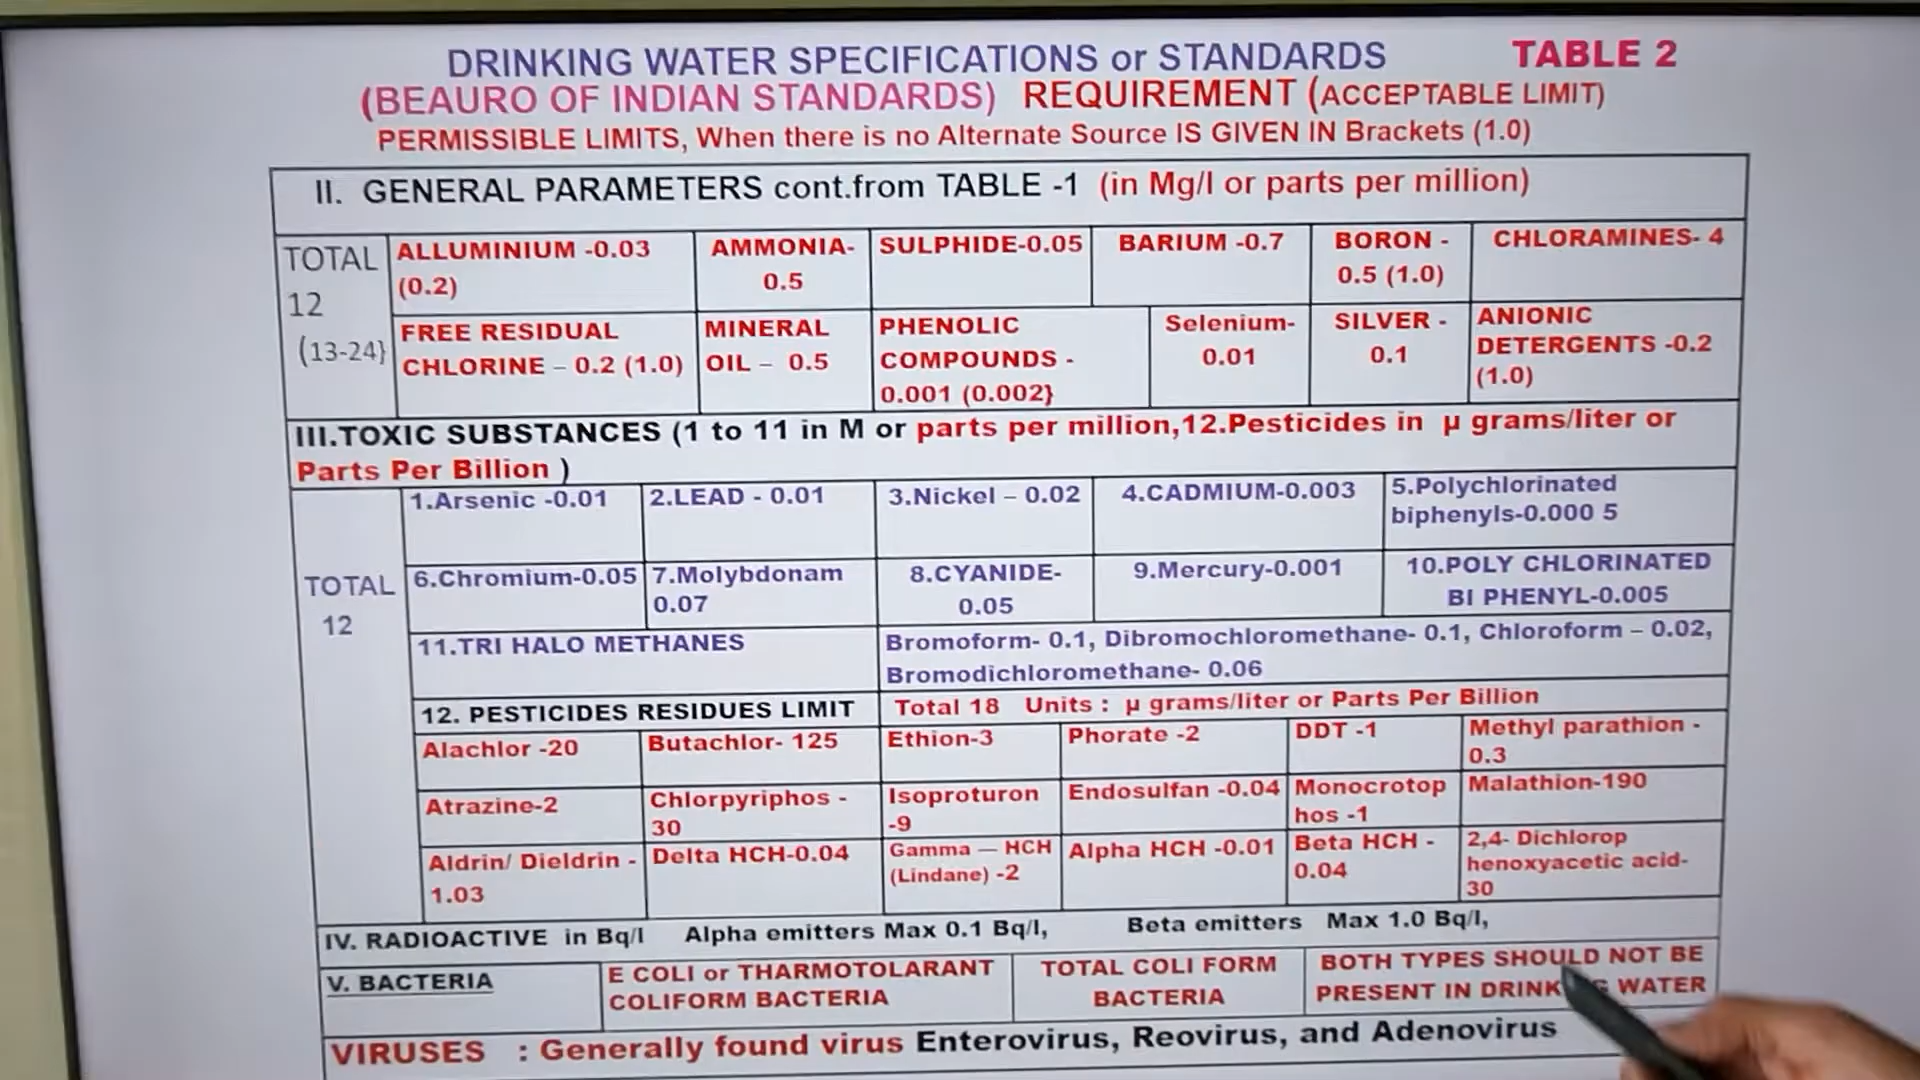 DRINKING WATER SPECIFICATIONS or STANDARDS TABLE 2
(BEAURO OF INDIAN STANDARDS) REQUIREMENT (ACCEPTABLE LIMIT)
PERMISSIBLE LIMITS, When there is no Alternate Source IS GIVEN IN Brackets (1.0)
II. GENERAL PARAMETERS cont.from TABLE -1 (in Mg/l or parts per million)
TOTAL
12
(13-24}
ALLUMINIUM -0.03
(0.2)
AMMONIA-
0.5
SULPHIDE-0.05
BARIUM -0.7
BORON -
0.5 (1.0)
CHLORAMINES- 4
FREE RESIDUAL
CHLORINE – 0.2 (1.0)
MINERAL
OIL – 0.5
PHENOLIC
COMPOUNDS -
0.001 (0.002}
Selenium-
0.01
SILVER -
0.1
ANIONIC
DETERGENTS -0.2
(1.0)
III.TOXIC SUBSTANCES (1 to 11 in M or parts per million,12.Pesticides in µ grams/liter or
Parts Per Billion )
TOTAL
12
1.Arsenic -0.01
2.LEAD - 0.01
3.Nickel – 0.02
4.CADMIUM-0.003
5.Polychlorinated
biphenyls-0.000 5
6.Chromium-0.05
7.Molybdonam
0.07
8.CYANIDE-
0.05
9.Mercury-0.001
10.POLY CHLORINATED
BI PHENYL-0.005
11.TRI HALO METHANES
Bromoform- 0.1, Dibromochloromethane- 0.1, Chloroform – 0.02,
Bromodichloromethane- 0.06
12. PESTICIDES RESIDUES LIMIT
Total 18 Units : µ grams/liter or Parts Per Billion
Alachlor -20
Butachlor- 125
Ethion-3
Phorate -2
DDT -1
Methyl parathion -
0.3
Atrazine-2
Chlorpyriphos -
30
Isoproturon
-9
Endosulfan -0.04
Monocrotop
hos -1
Malathion-190
Aldrin/ Dieldrin -
1.03
Delta HCH-0.04
Gamma — HCH
(Lindane) -2
Alpha HCH -0.01
Beta HCH -
0.04
2,4- Dichlorop
henoxyacetic acid-
30
IV. RADIOACTIVE in Bq/l Alpha emitters Max 0.1 Bq/l, Beta emitters Max 1.0 Bq/l,
V. BACTERIA
E COLI or THARMOTOLARANT
COLIFORM BACTERIA
TOTAL COLI FORM
BACTERIA
BOTH TYPES SHOULD NOT BE
PRESENT IN DRINKING WATER
VIRUSES : Generally found virus Enterovirus, Reovirus, and Adenovirus